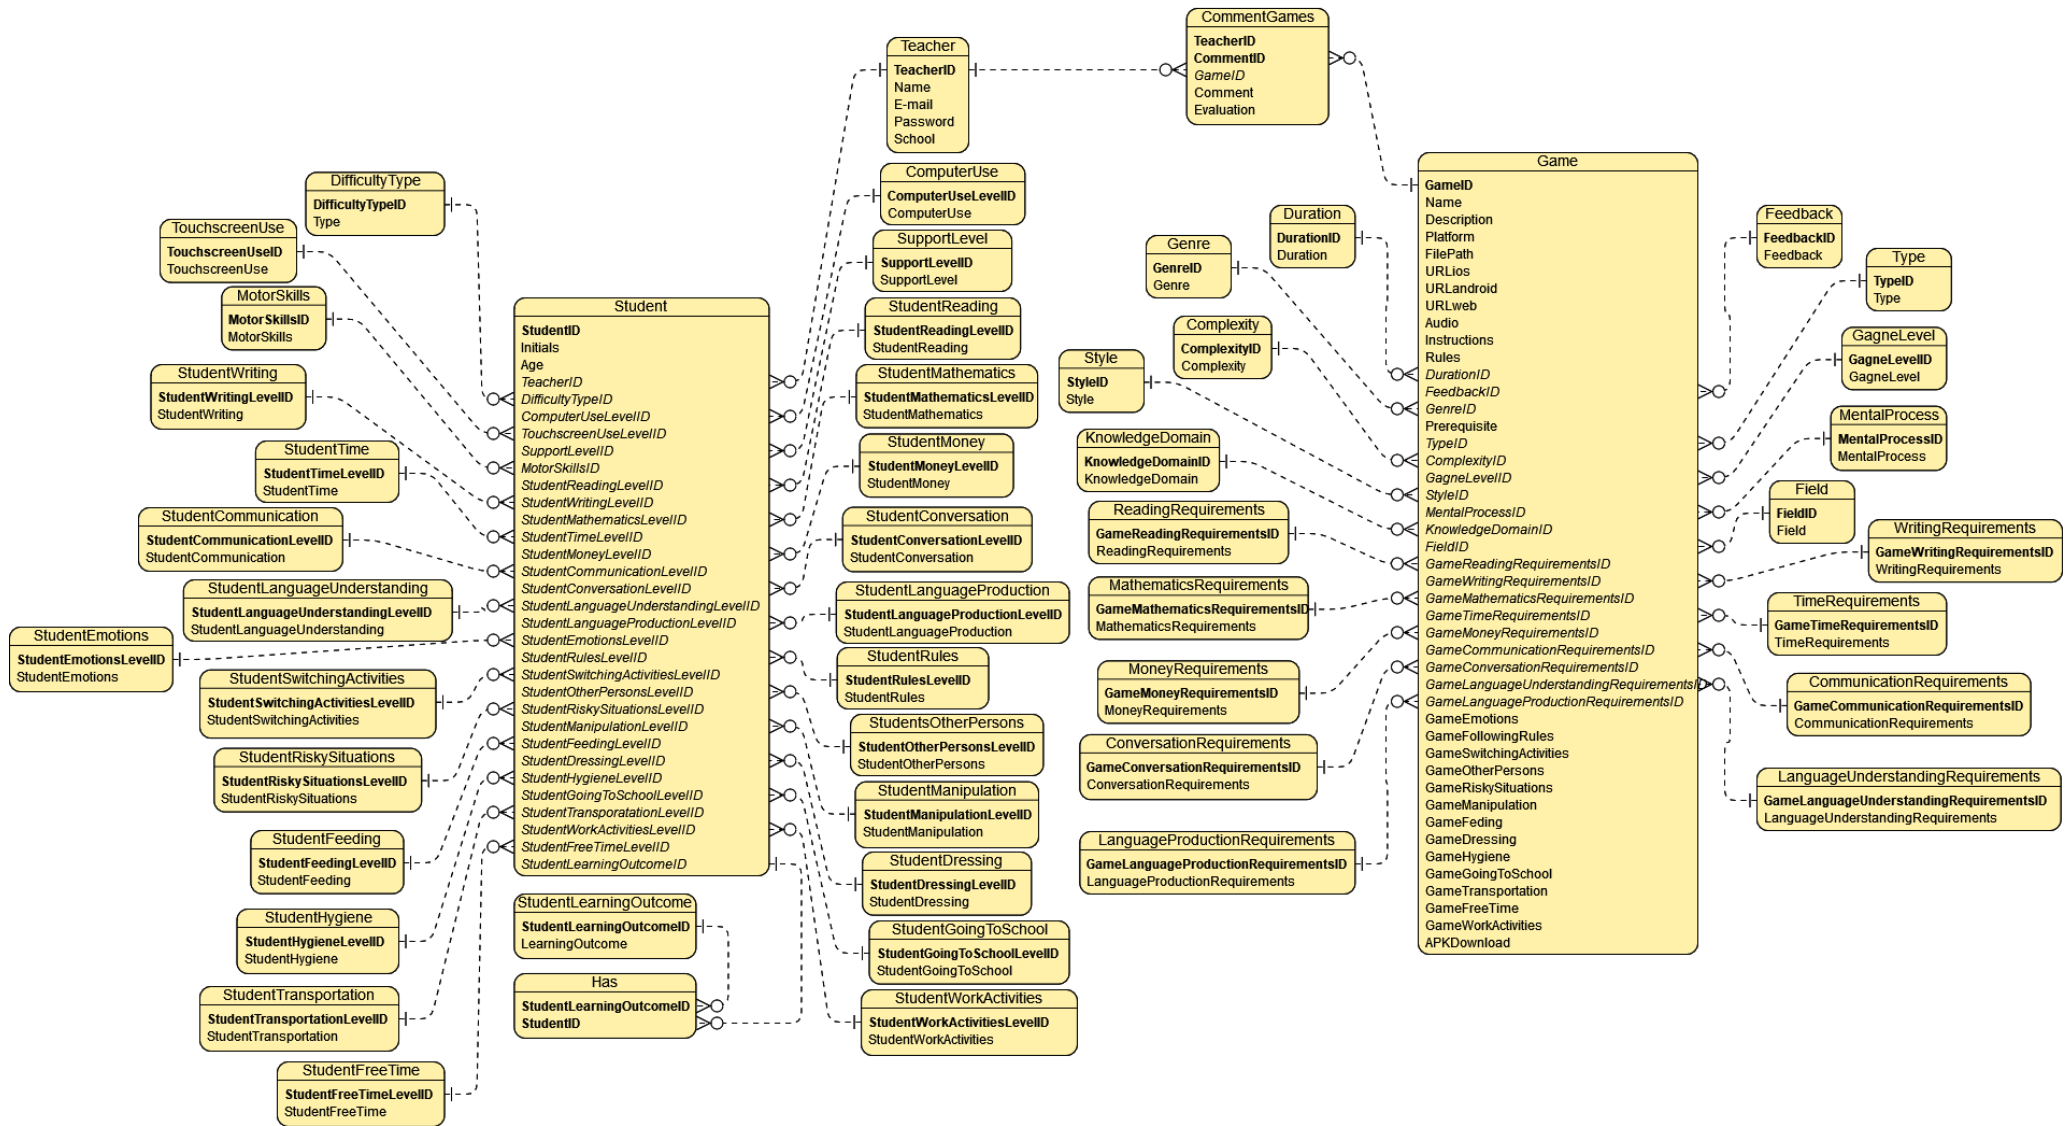 CommentGames
TeacherID
CommentID
GameID
Comment
Evaluation
Teacher
TeacherID
Name
E-mail
Password
School
DifficultyType
DifficultyTypeID
Type
TouchscreenUse
TouchscreenUseID
TouchscreenUse
MotorSkills
MotorSkillsID
MotorSkills
StudentWriting
StudentWritingLevelID
StudentWriting
StudentTime
StudentTimeLevelID
StudentTime
StudentCommunication
StudentCommunicationLevelID
StudentCommunication
StudentLanguageUnderstanding
StudentLanguageUnderstandingLevelID
StudentLanguageUnderstanding
StudentEmotions
StudentEmotionsLevelID
StudentEmotions
StudentSwitchingActivities
StudentSwitchingActivitiesLevelID
StudentSwitchingActivities
StudentRiskySituations
StudentRiskySituationsLevelID
StudentRiskySituations
StudentFeeding
StudentFeedingLevelID
StudentFeeding
StudentHygiene
StudentHygieneLevelID
StudentHygiene
StudentTransportation
StudentTransportationLevelID
StudentTransportation
StudentFreeTime
StudentFreeTimeLevelID
StudentFreeTime
Student
StudentID
Initials
Age
TeacherID
DifficultyTypeID
ComputerUseLevelID
TouchscreenUseLevelID
SupportLevelID
MotorSkillsID
StudentReadingLevelID
StudentWritingLevelID
StudentMathematicsLevelID
StudentTimeLevelID
StudentMoneyLevelID
StudentCommunicationLevelID
StudentConversationLevelID
StudentLanguageUnderstandingLevelID
StudentLanguageProductionLevelID
StudentEmotionsLevelID
StudentRulesLevelID
StudentSwitchingActivitiesLevelID
StudentOtherPersonsLevelID
StudentRiskySituationsLevelID
StudentManipulationLevelID
StudentFeedingLevelID
StudentDressingLevelID
StudentHygieneLevelID
StudentGoingToSchoolLevelID
StudentTransporatationLevelID
StudentWorkActivitiesLevelID
StudentFreeTimeLevelID
StudentLearningOutcomeID
StudentLearningOutcome
StudentLearningOutcomeID
LearningOutcome
Has
StudentLearningOutcomeID
StudentID
ComputerUse
ComputerUseLevelID
ComputerUse
SupportLevel
SupportLevelID
SupportLevel
StudentReading
StudentReadingLevelID
StudentReading
StudentMathematics
StudentMathematicsLevelID
StudentMathematics
StudentMoney
StudentMoneyLevelID
StudentMoney
StudentConversation
StudentConversationLevelID
StudentConversation
StudentLanguageProduction
StudentLanguageProductionLevelID
StudentLanguageProduction
StudentRules
StudentRulesLevelID
StudentRules
StudentsOtherPersons
StudentOtherPersonsLevelID
StudentOtherPersons
StudentManipulation
StudentManipulationLevelID
StudentManipulation
StudentDressing
StudentDressingLevelID
StudentDressing
StudentGoingToSchool
StudentGoingToSchoolLevelID
StudentGoingToSchool
StudentWorkActivities
StudentWorkActivitiesLevelID
StudentWorkActivities
Duration
DurationID
Duration
Genre
GenreID
Genre
Complexity
ComplexityID
Complexity
Style
StyleID
Style
KnowledgeDomain
KnowledgeDomainID
KnowledgeDomain
ReadingRequirements
GameReadingRequirementsID
ReadingRequirements
MathematicsRequirements
GameMathematicsRequirementsID
MathematicsRequirements
MoneyRequirements
GameMoneyRequirementsID
MoneyRequirements
ConversationRequirements
GameConversationRequirementsID
ConversationRequirements
LanguageProductionRequirements
GameLanguageProductionRequirementsID
LanguageProductionRequirements
Game
GameID
Name
Description
Platform
FilePath
URLios
URLandroid
URLweb
Audio
Instructions
Rules
DurationID
FeedbackID
GenreID
Prerequisite
TypeID
ComplexityID
GagneLevelID
StyleID
MentalProcessID
KnowledgeDomainID
FieldID
GameReadingRequirementsID
GameWritingRequirementsID
GameMathematicsRequirementsID
GameTimeRequirementsID
GameMoneyRequirementsID
GameCommunicationRequirementsID
GameConversationRequirementsID
GameLanguageUnderstandingRequirementsID
GameLanguageProductionRequirementsID
GameEmotions
GameFollowingRules
GameSwitchingActivities
GameOtherPersons
GameRiskySituations
GameManipulation
GameFeding
GameDressing
GameHygiene
GameGoingToSchool
GameTransportation
GameFreeTime
GameWorkActivities
APKDownload
Feedback
FeedbackID
Feedback
Type
TypeID
Type
GagneLevel
GagneLevelID
GagneLevel
MentalProcess
MentalProcessID
MentalProcess
Field
FieldID
Field
WritingRequirements
GameWritingRequirementsID
WritingRequirements
TimeRequirements
GameTimeRequirementsID
TimeRequirements
CommunicationRequirements
GameCommunicationRequirementsID
CommunicationRequirements
LanguageUnderstandingRequirements
GameLanguageUnderstandingRequirementsID
LanguageUnderstandingRequirements